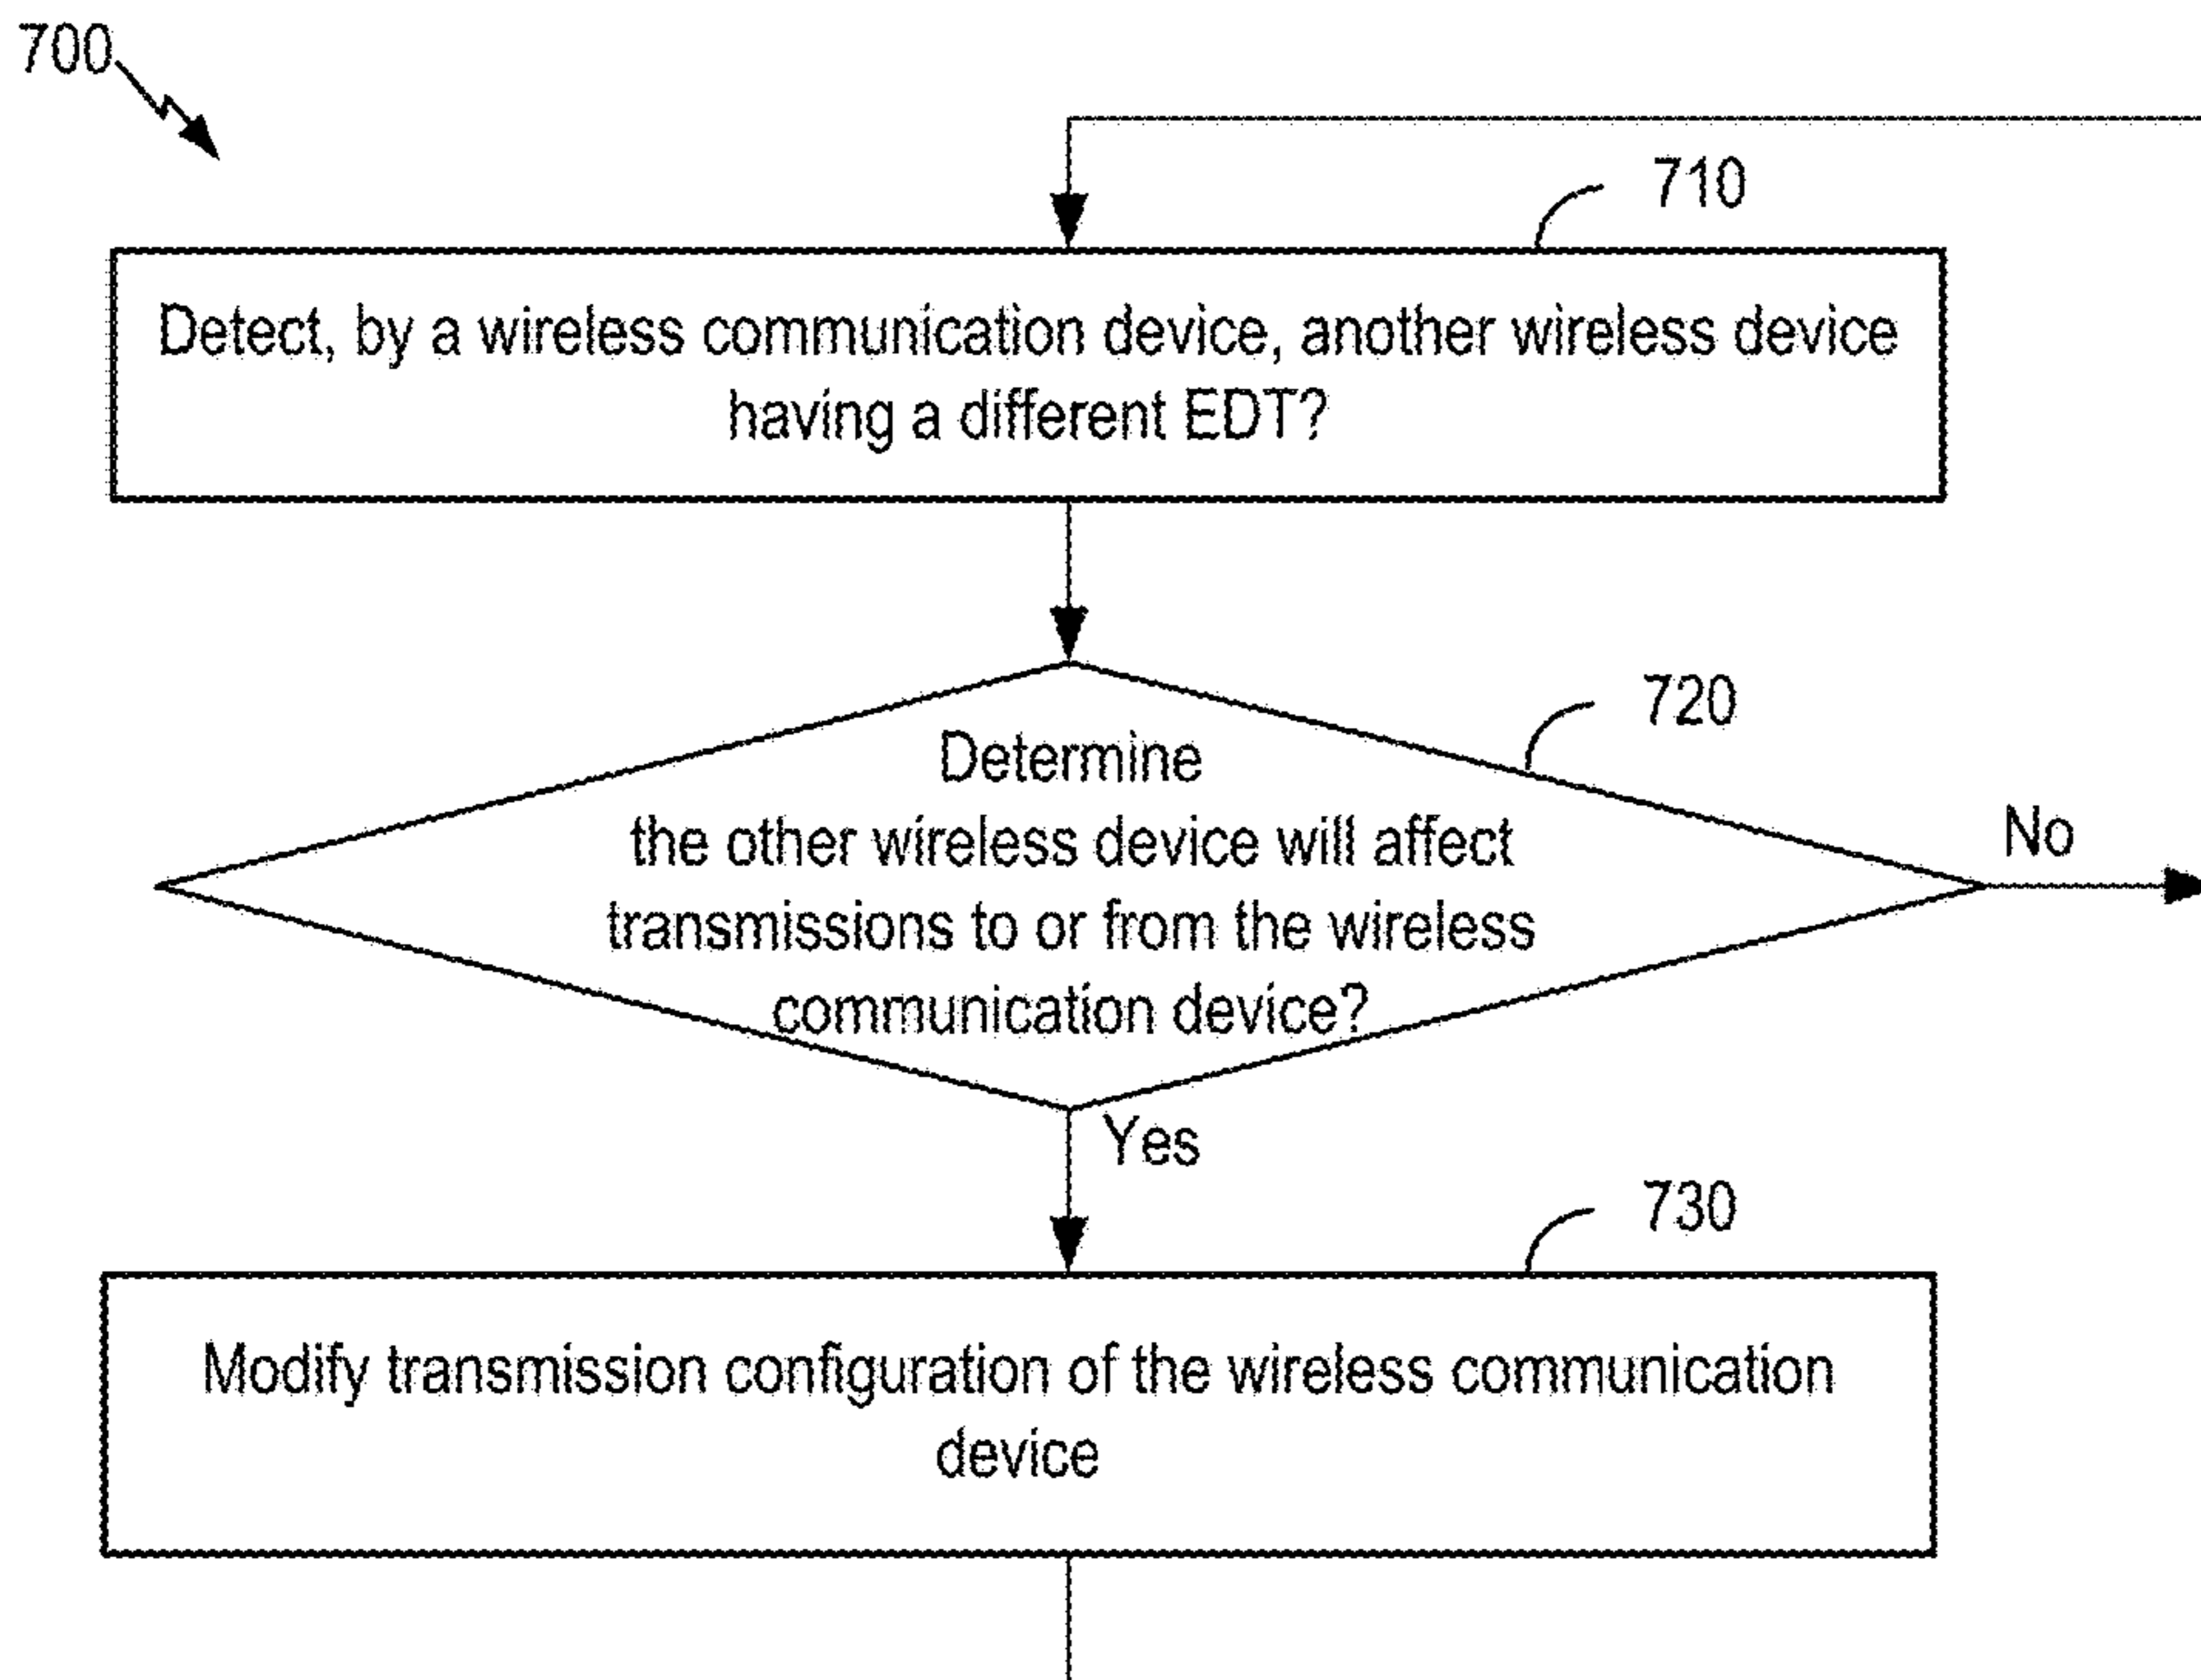 700
710
Detect, by a wireless communication device, another wireless device
having a different EDT?
720
Determine
the other wireless device will affect
transmissions to or from the wireless
communication device?
No
Yes
730
Modify transmission configuration of the wireless communication
device